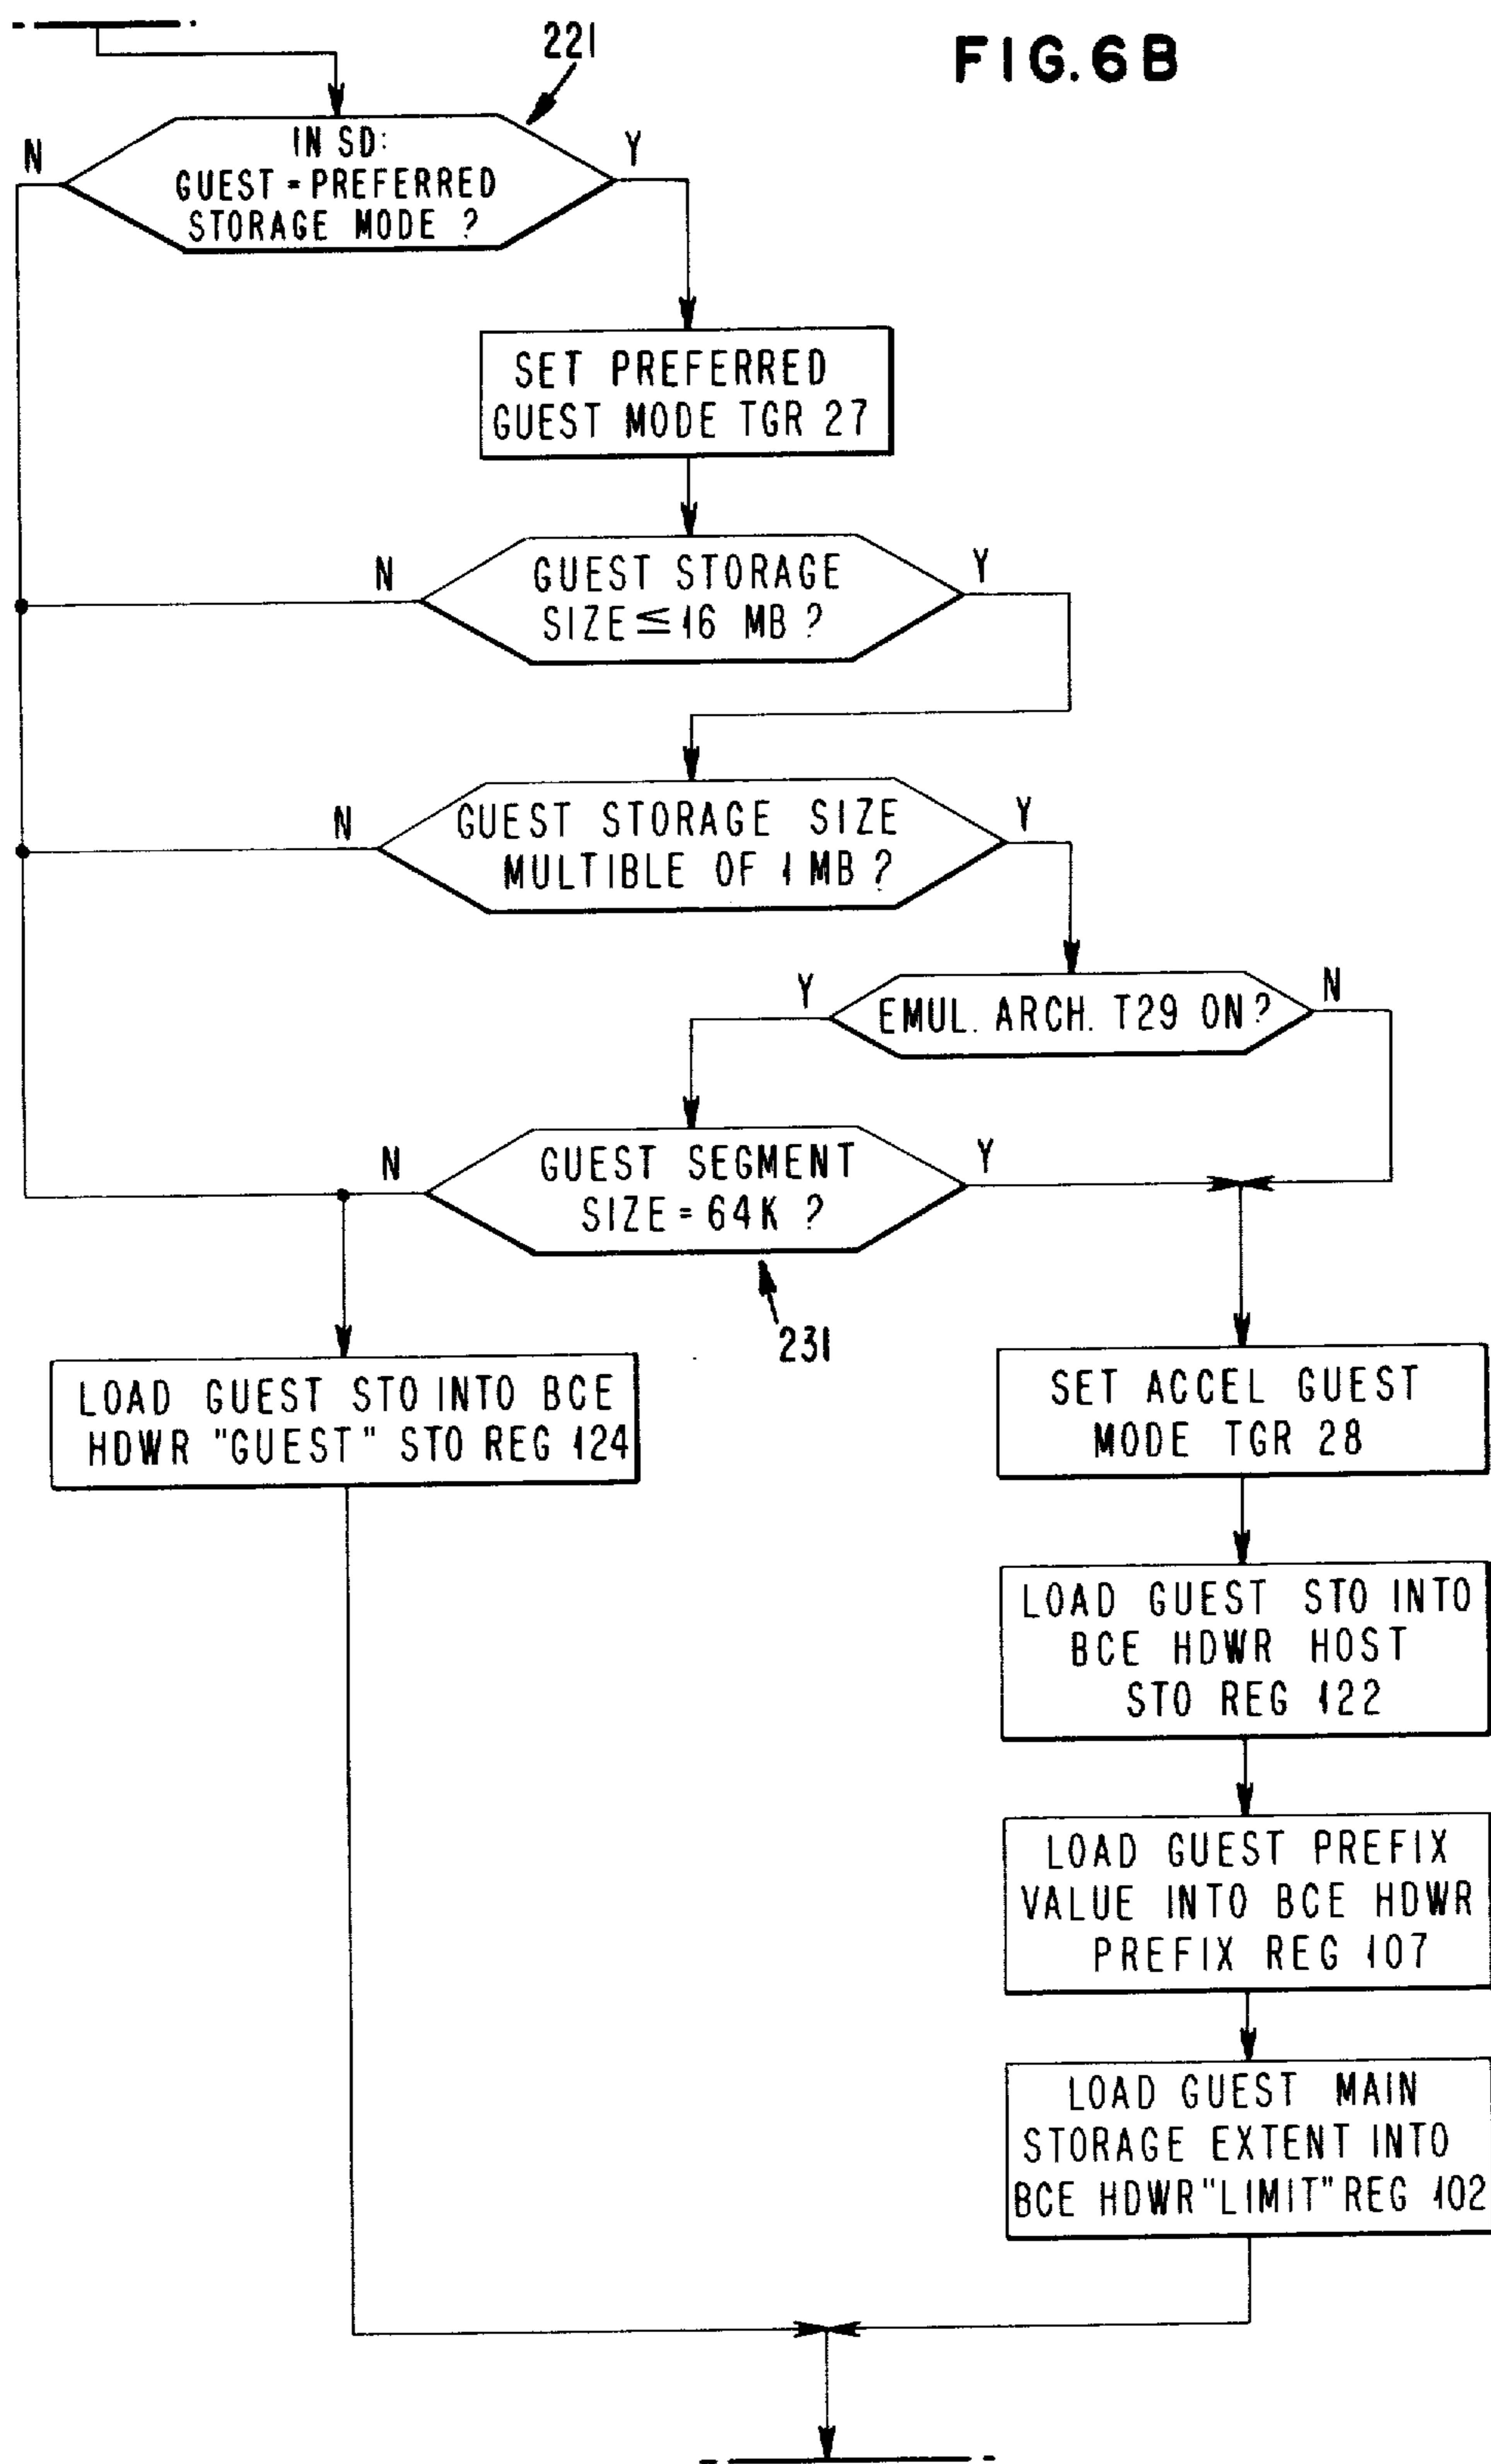 FIG. 6B
221
IN SD:
GUEST = PREFERRED
STORAGE MODE ?
N
Y
SET PREFERRED
GUEST MODE TGR 27
GUEST STORAGE
SIZE ≦ 16 MB ?
N
Y
GUEST STORAGE SIZE
MULTIBLE OF 1 MB ?
N
Y
EMUL. ARCH. T29 ON ?
Y
N
GUEST SEGMENT
SIZE = 64K ?
N
Y
231
LOAD GUEST STO INTO BCE
HDWR "GUEST" STO REG 124
SET ACCEL GUEST
MODE TGR 28
LOAD GUEST STO INTO
BCE HDWR HOST
STO REG 122
LOAD GUEST PREFIX
VALUE INTO BCE HDWR
PREFIX REG 107
LOAD GUEST MAIN
STORAGE EXTENT INTO
BCE HDWR "LIMIT" REG 102